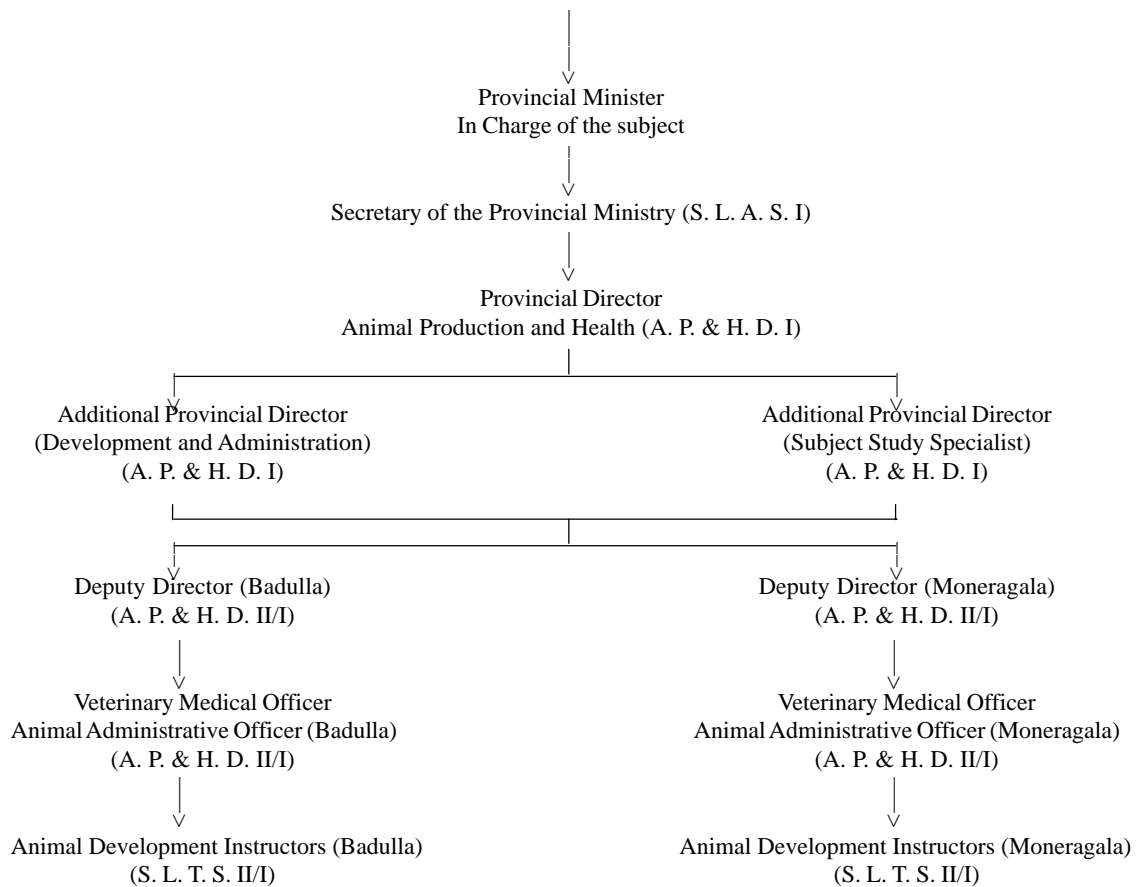 Provincial Minister
In Charge of the subject
Secretary of the Provincial Ministry (S. L. A. S. I)
Provincial Director
Animal Production and Health (A. P. & H. D. I)
Additional Provincial Director
(Development and Administration)
(A. P. & H. D. I)
Additional Provincial Director
(Subject Study Specialist)
(A. P. & H. D. I)
Deputy Director (Badulla)
(A. P. & H. D. II/I)
Deputy Director (Moneragala)
(A. P. & H. D. II/I)
Veterinary Medical Officer
Animal Administrative Officer (Badulla)
(A. P. & H. D. II/I)
Veterinary Medical Officer
Animal Administrative Officer (Moneragala)
(A. P. & H. D. II/I)
Animal Development Instructors (Badulla)
(S. L. T. S. II/I)
Animal Development Instructors (Moneragala)
(S. L. T. S. II/I)